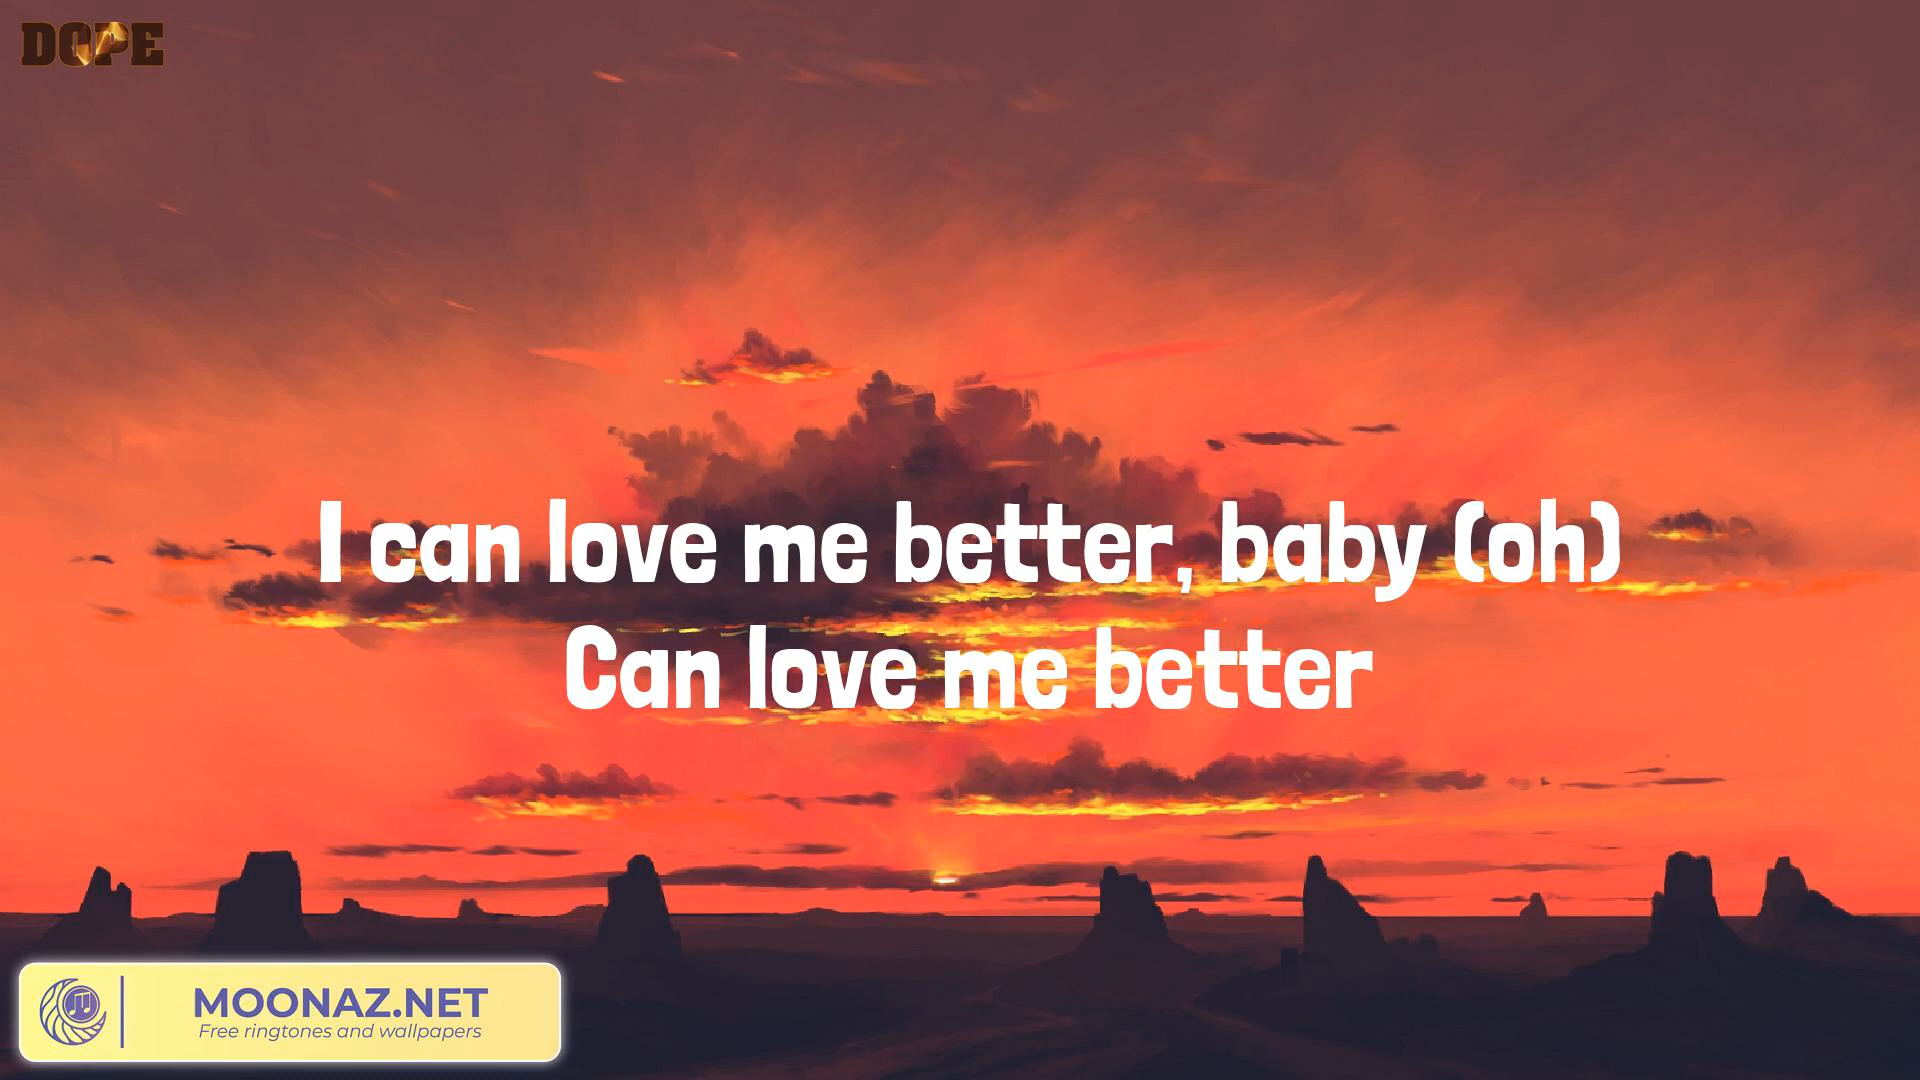 DOPE
I can love me better, baby (oh)
Can love me better
MOONAZ.NET
Free ringtones and wallpapers